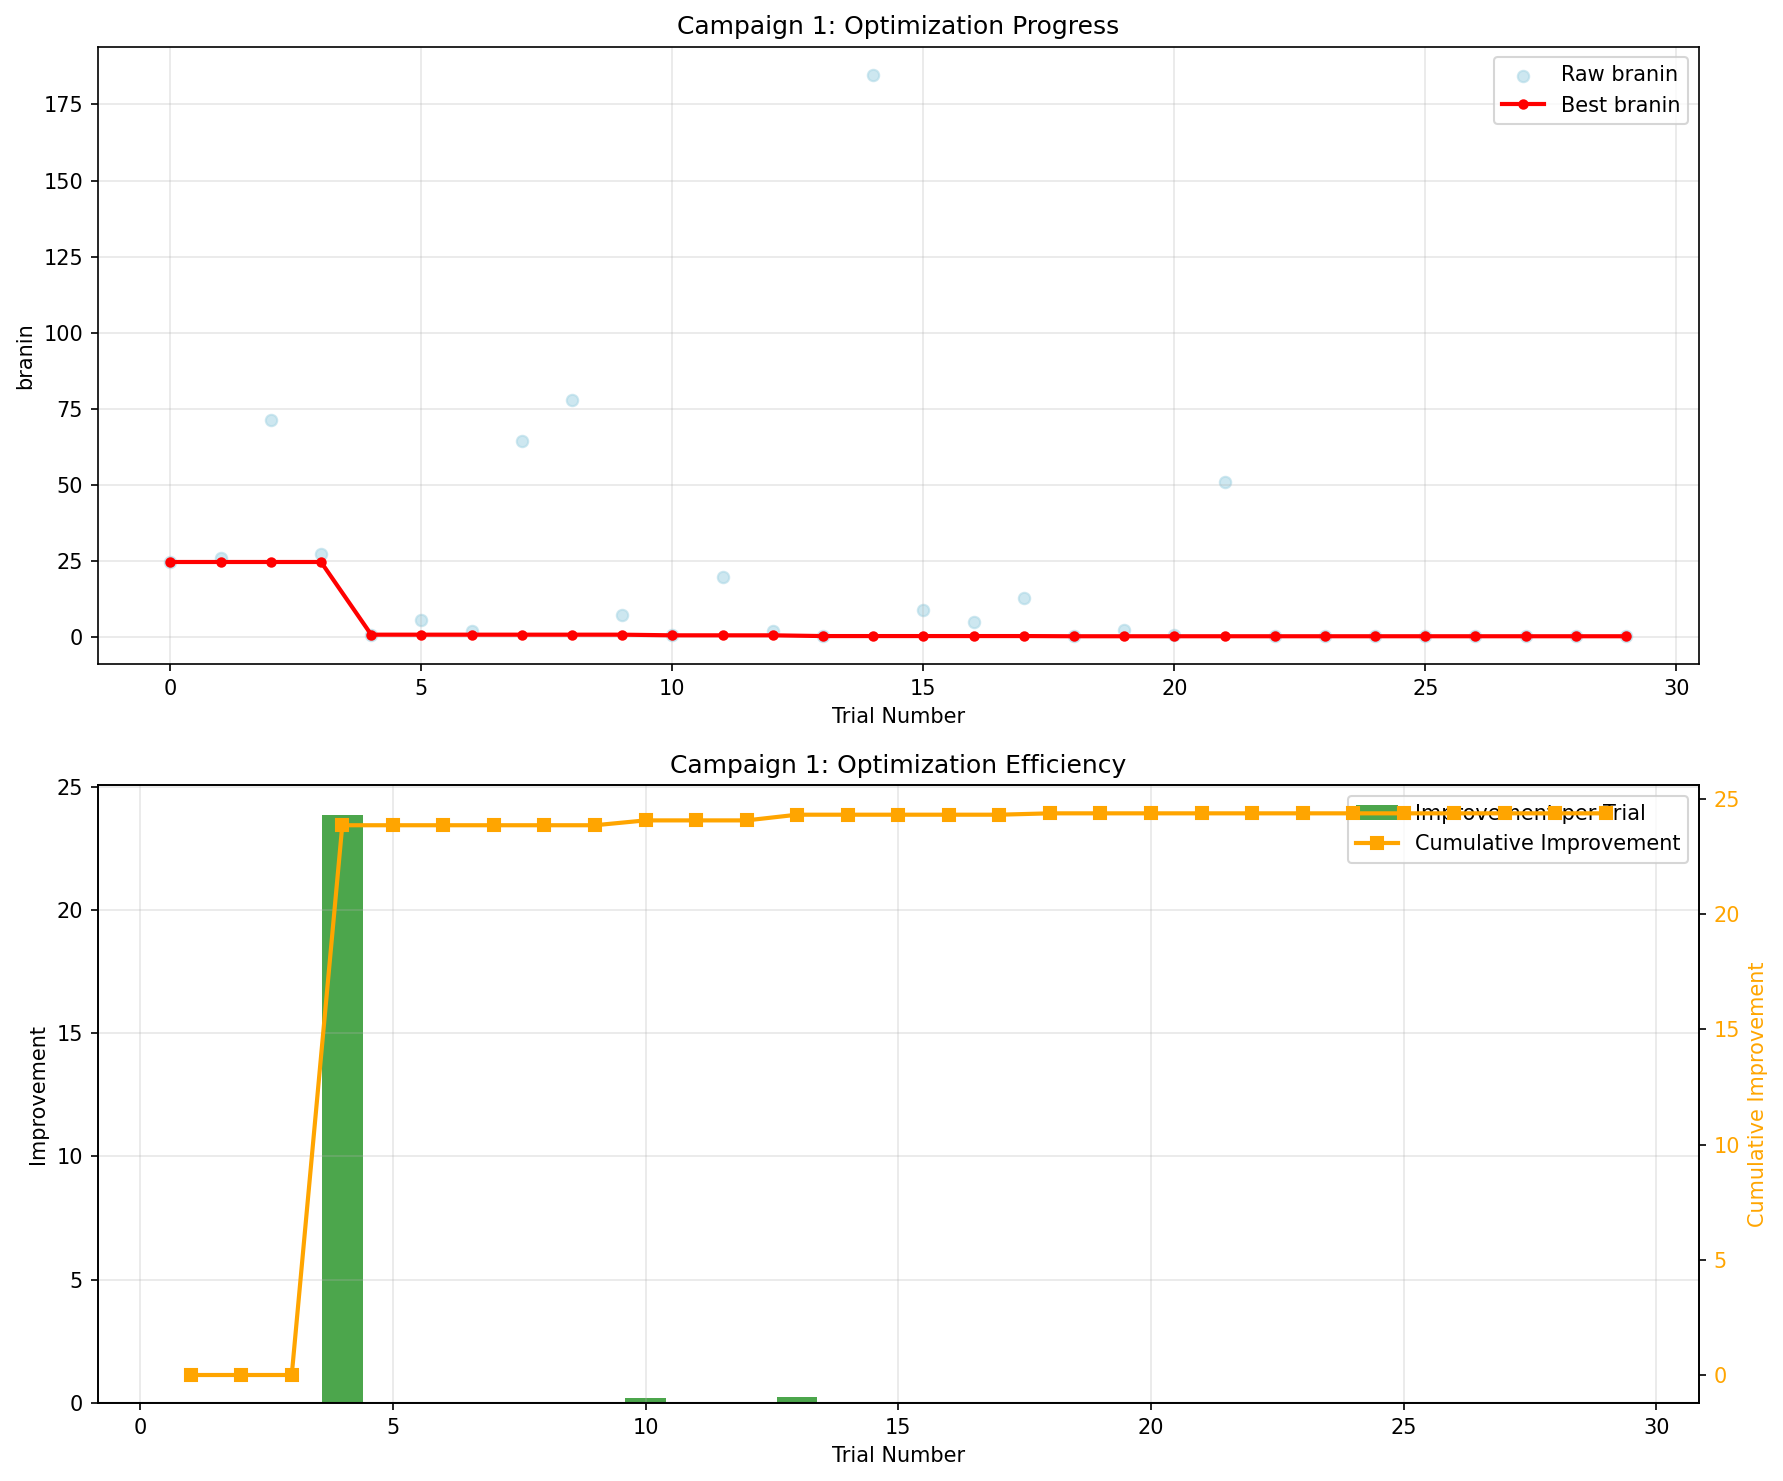 Campaign 1: Optimization Progress
Raw branin
Best branin
175
150
125
100
75
50
25
0
branin
0 5 10 15 20 25 30
Trial Number
Campaign 1: Optimization Efficiency
Improvement per Trial
Cumulative Improvement
25
20
15
10
5
0
Improvement
25
20
15
10
5
0
Cumulative Improvement
0 5 10 15 20 25 30
Trial Number